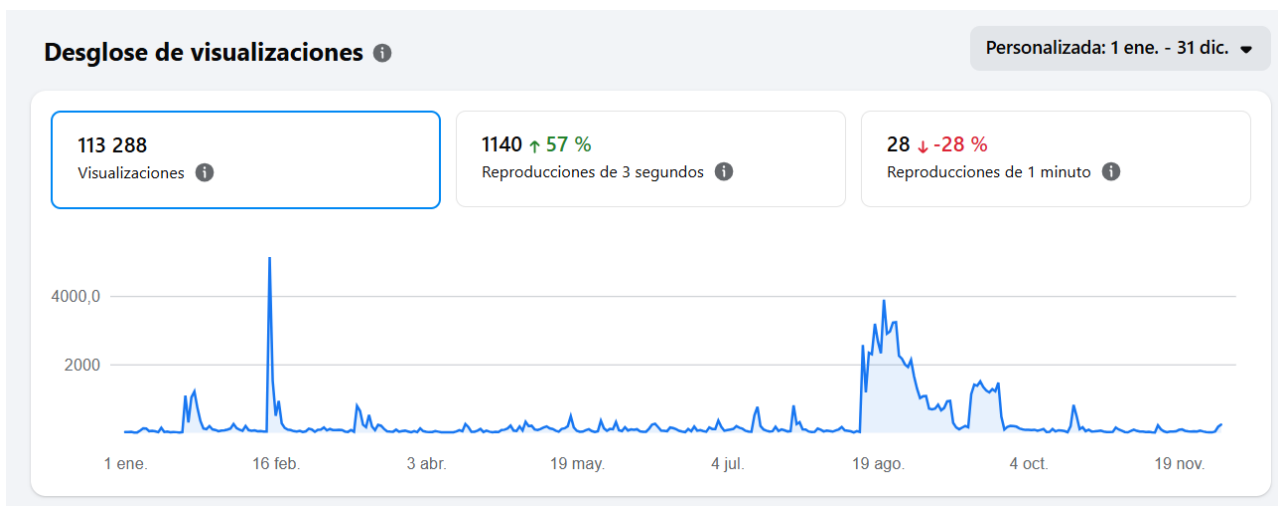 Desglose de visualizaciones
Personalizada: 1 ene. - 31 dic.
113 288
Visualizaciones
1140 ↑ 57 %
Reproducciones de 3 segundos
28 ↓ -28 %
Reproducciones de 1 minuto
4000,0
2000
1 ene. 16 feb. 3 abr. 19 may. 4 jul. 19 ago. 4 oct. 19 nov.